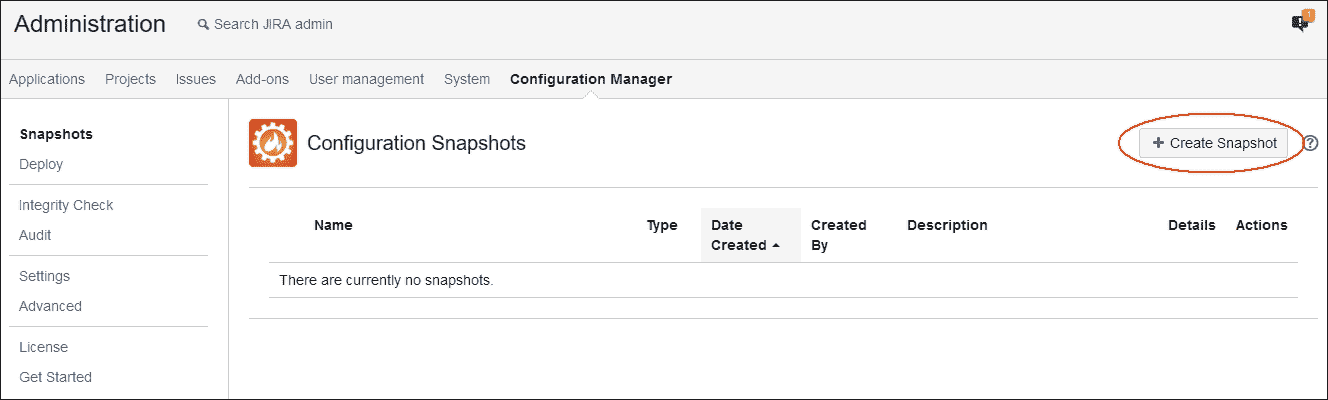 Administration
Search JIRA admin
1
Applications Projects Issues Add-ons User management System Configuration Manager
Snapshots
Deploy
Integrity Check
Audit
Settings
Advanced
License
Get Started
Configuration Snapshots
+ Create Snapshot ?
Name Type Date Created Created By Description Details Actions
There are currently no snapshots.